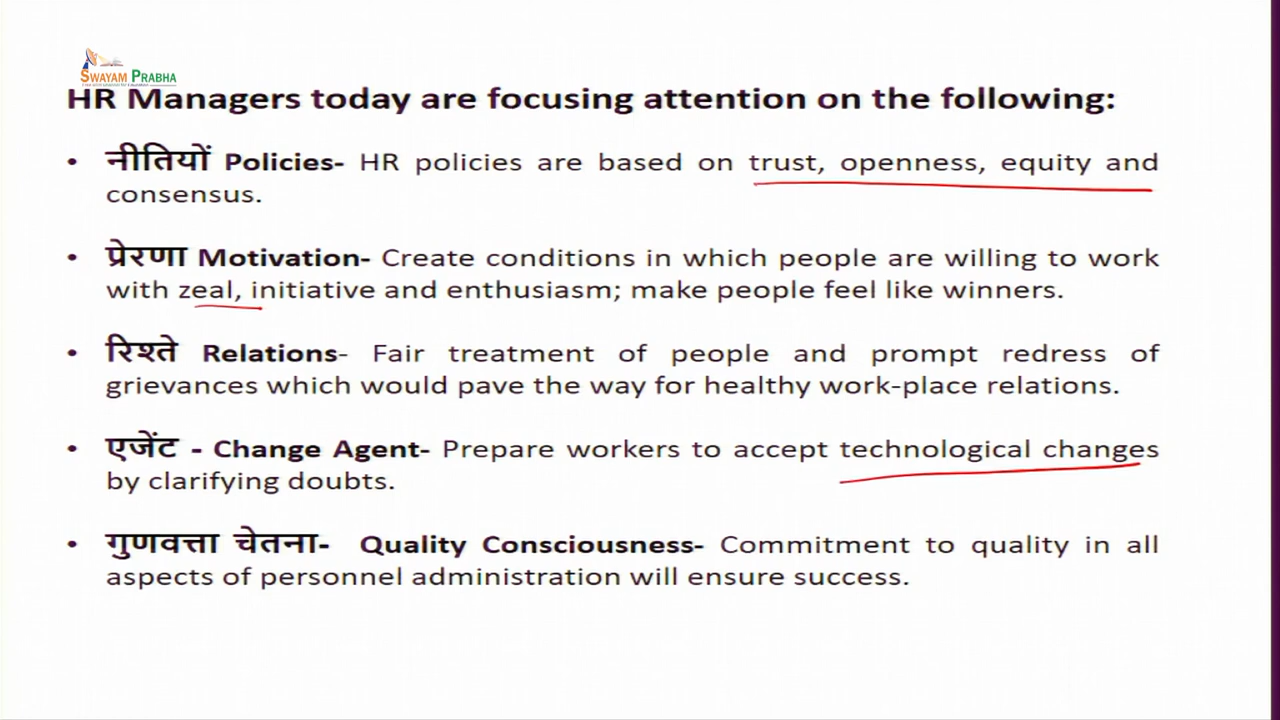 SWAYAM PRABHA
HR Managers today are focusing attention on the following:
• नीतियों Policies- HR policies are based on trust, openness, equity and
consensus.
• प्रेरणा Motivation- Create conditions in which people are willing to work
with zeal, initiative and enthusiasm; make people feel like winners.
• रिश्ते Relations- Fair treatment of people and prompt redress of
grievances which would pave the way for healthy work-place relations.
• एजेंट - Change Agent- Prepare workers to accept technological changes
by clarifying doubts.
• गुणवत्ता चेतना- Quality Consciousness- Commitment to quality in all
aspects of personnel administration will ensure success.